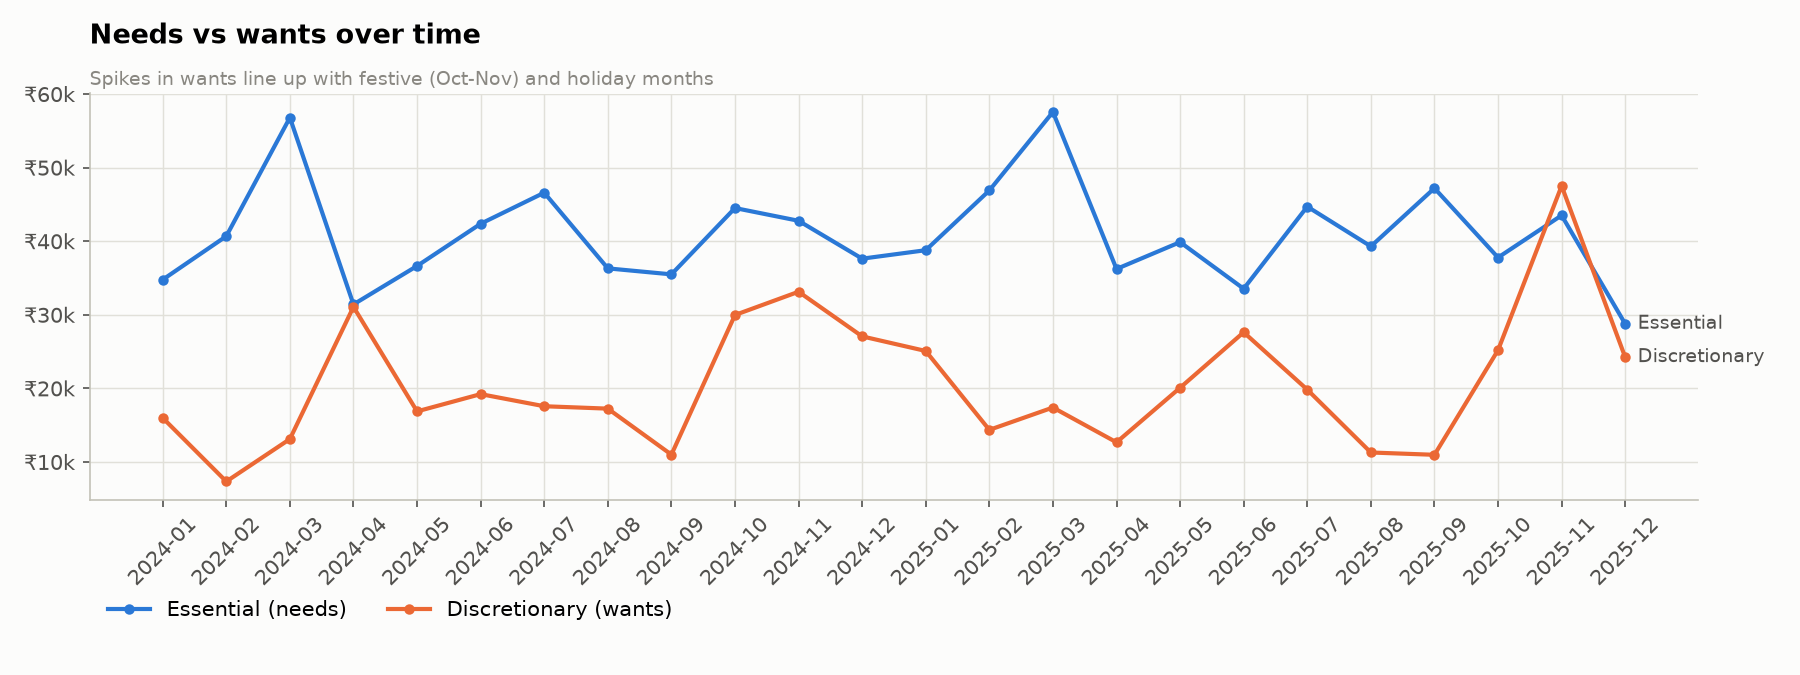 Needs vs wants over time
Spikes in wants line up with festive (Oct-Nov) and holiday months
₹60k
₹50k
₹40k
₹30k
₹20k
₹10k
Essential
Discretionary
2024-01
2024-02
2024-03
2024-04
2024-05
2024-06
2024-07
2024-08
2024-09
2024-10
2024-11
2024-12
2025-01
2025-02
2025-03
2025-04
2025-05
2025-06
2025-07
2025-08
2025-09
2025-10
2025-11
2025-12
Essential (needs)
Discretionary (wants)